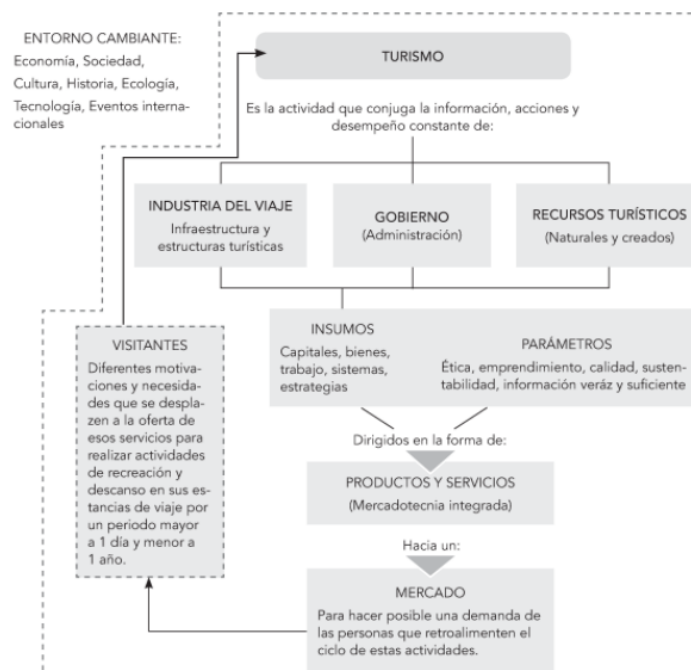 ENTORNO CAMBIANTE:
Economía, Sociedad,
Cultura, Historia, Ecología,
Tecnología, Eventos interna-
cionales
TURISMO
Es la actividad que conjuga la información, acciones y
desempeño constante de:
INDUSTRIA DEL VIAJE
Infraestructura y
estructuras turísticas
GOBIERNO
(Administración)
RECURSOS TURÍSTICOS
(Naturales y creados)
INSUMOS
Capitales, bienes,
trabajo, sistemas,
estrategias
PARÁMETROS
Ética, emprendimiento, calidad, susten-
tabilidad, información veráz y suficiente
Dirigidos en la forma de:
PRODUCTOS Y SERVICIOS
(Mercadotecnia integrada)
Hacia un:
MERCADO
Para hacer posible una demanda de
las personas que retroalimenten el
ciclo de estas actividades.
VISITANTES
Diferentes motiva-
ciones y necesida-
des que se despla-
zen a la oferta de
esos servicios para
realizar actividades
de recreación y
descanso en sus es-
tancias de viaje por
un periodo mayor
a 1 día y menor a
1 año.